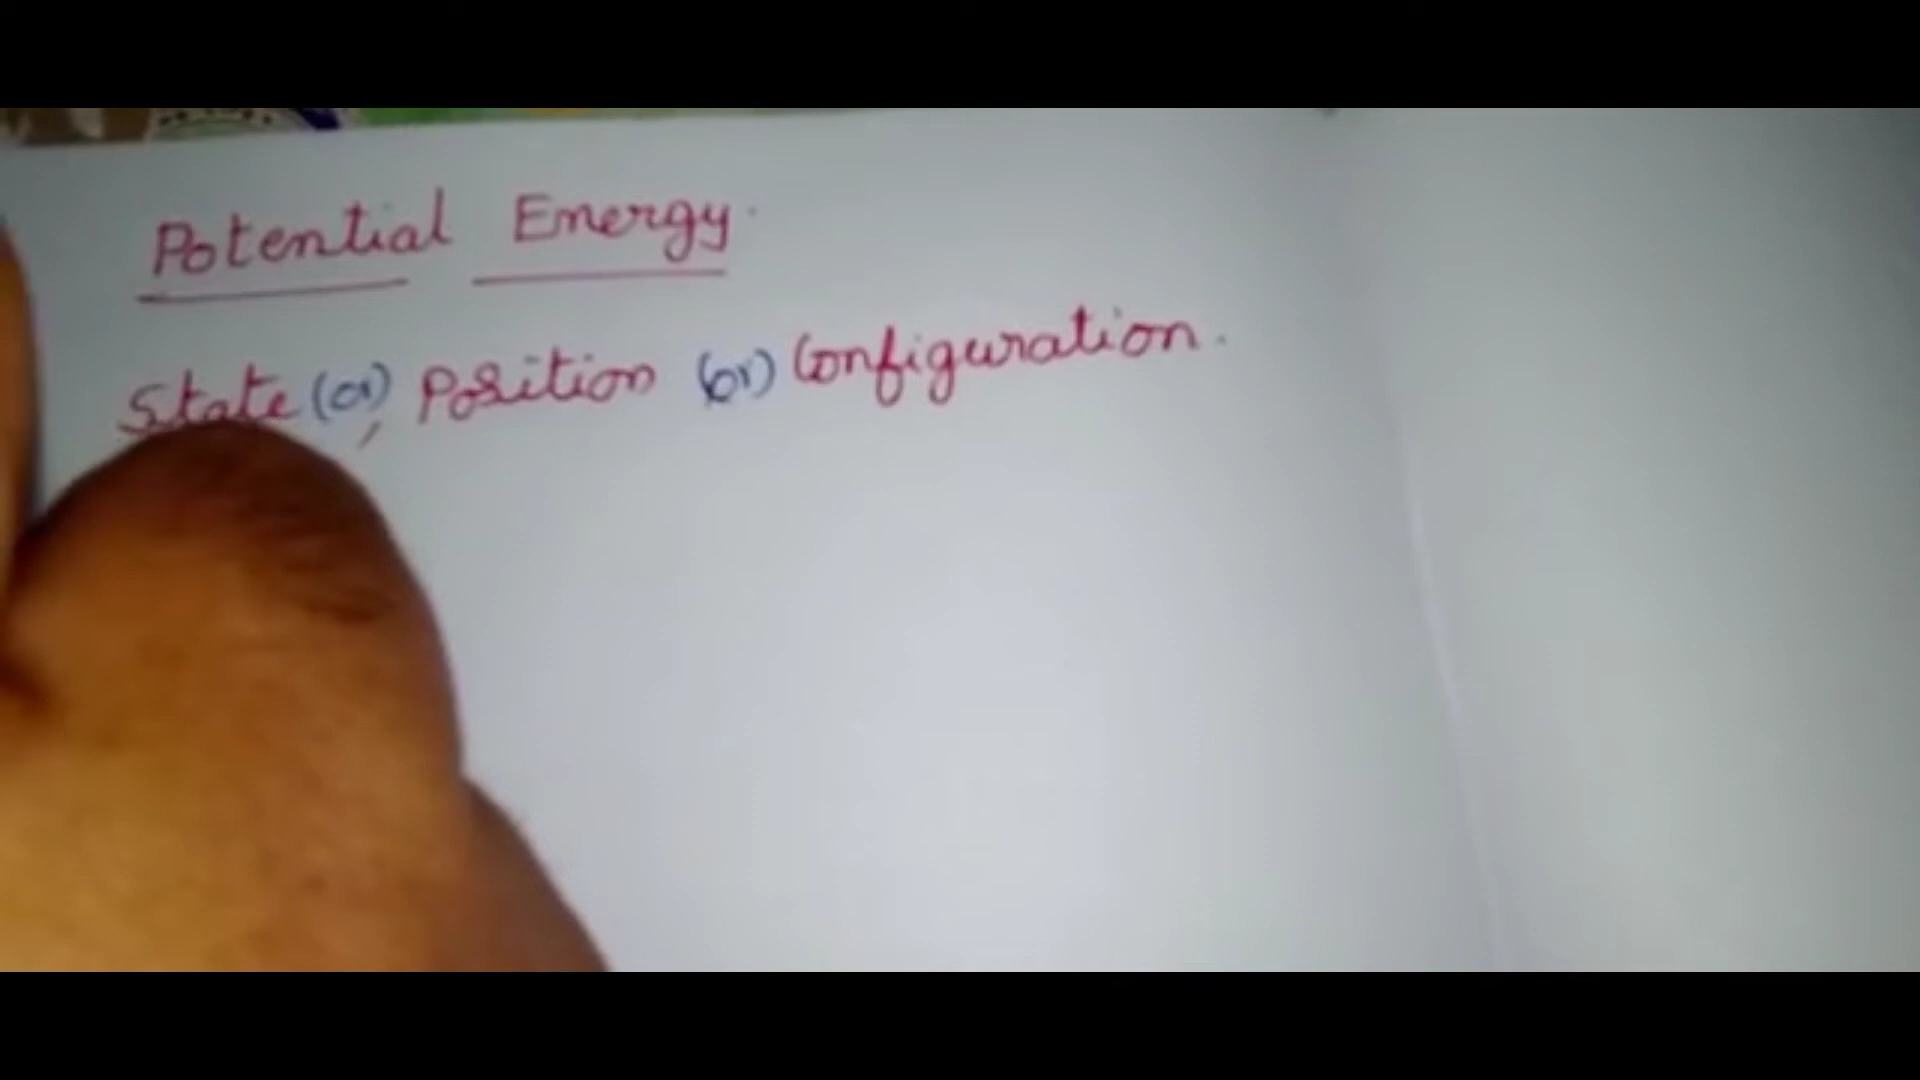 Potential Energy.
State (or) Position (or) Configuration.